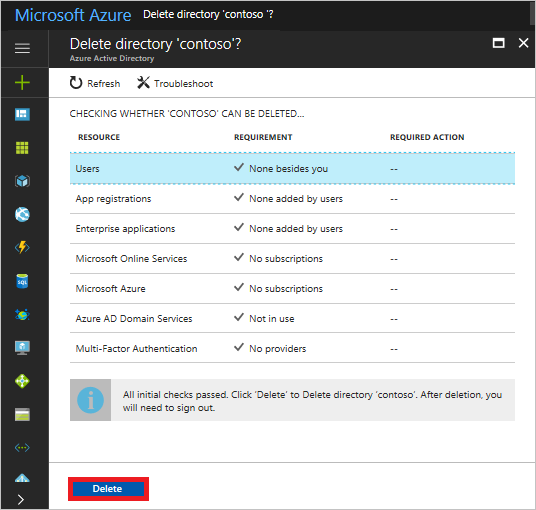 Microsoft Azure Delete directory 'contoso '?
Delete directory 'contoso'?
Azure Active Directory
Refresh Troubleshoot
CHECKING WHETHER 'CONTOSO' CAN BE DELETED...
RESOURCE REQUIREMENT REQUIRED ACTION
Users None besides you --
App registrations None added by users --
Enterprise applications None added by users --
Microsoft Online Services No subscriptions --
Microsoft Azure No subscriptions --
Azure AD Domain Services Not in use --
Multi-Factor Authentication No providers --
All initial checks passed. Click 'Delete' to Delete directory 'contoso'. After deletion, you
will need to sign out.
Delete